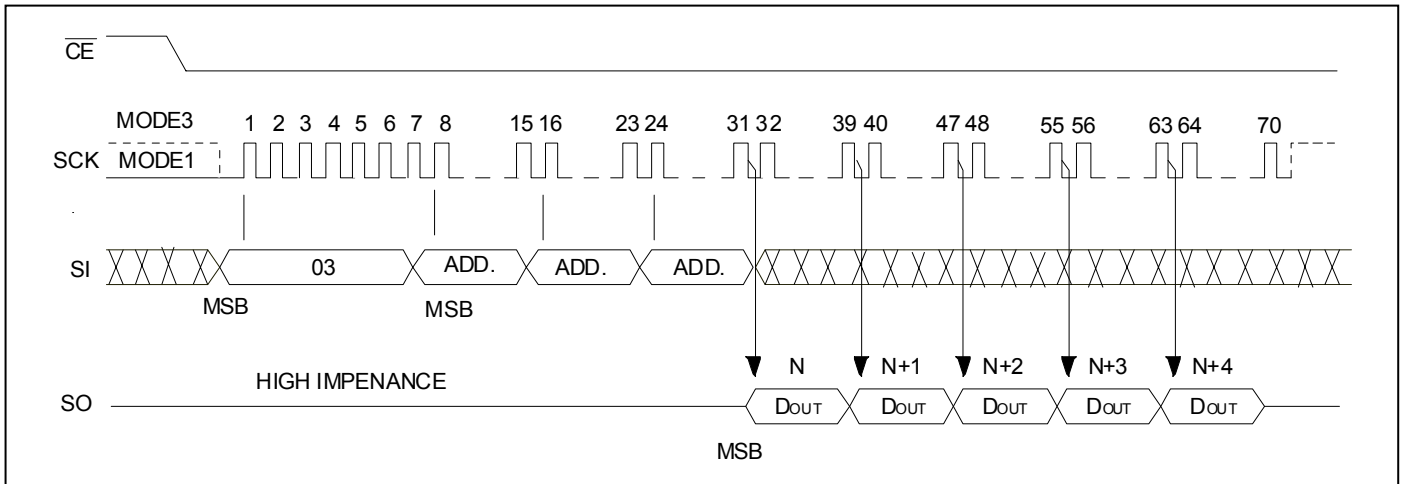 CE
MODE3
1 2 3 4 5 6 7 8 15 16 23 24 31 32 39 40 47 48 55 56 63 64 70
SCK MODE1
SI 03 ADD. ADD. ADD.
MSB MSB
N N+1 N+2 N+3 N+4
HIGH IMPENANCE
SO DOUT DOUT DOUT DOUT DOUT
MSB